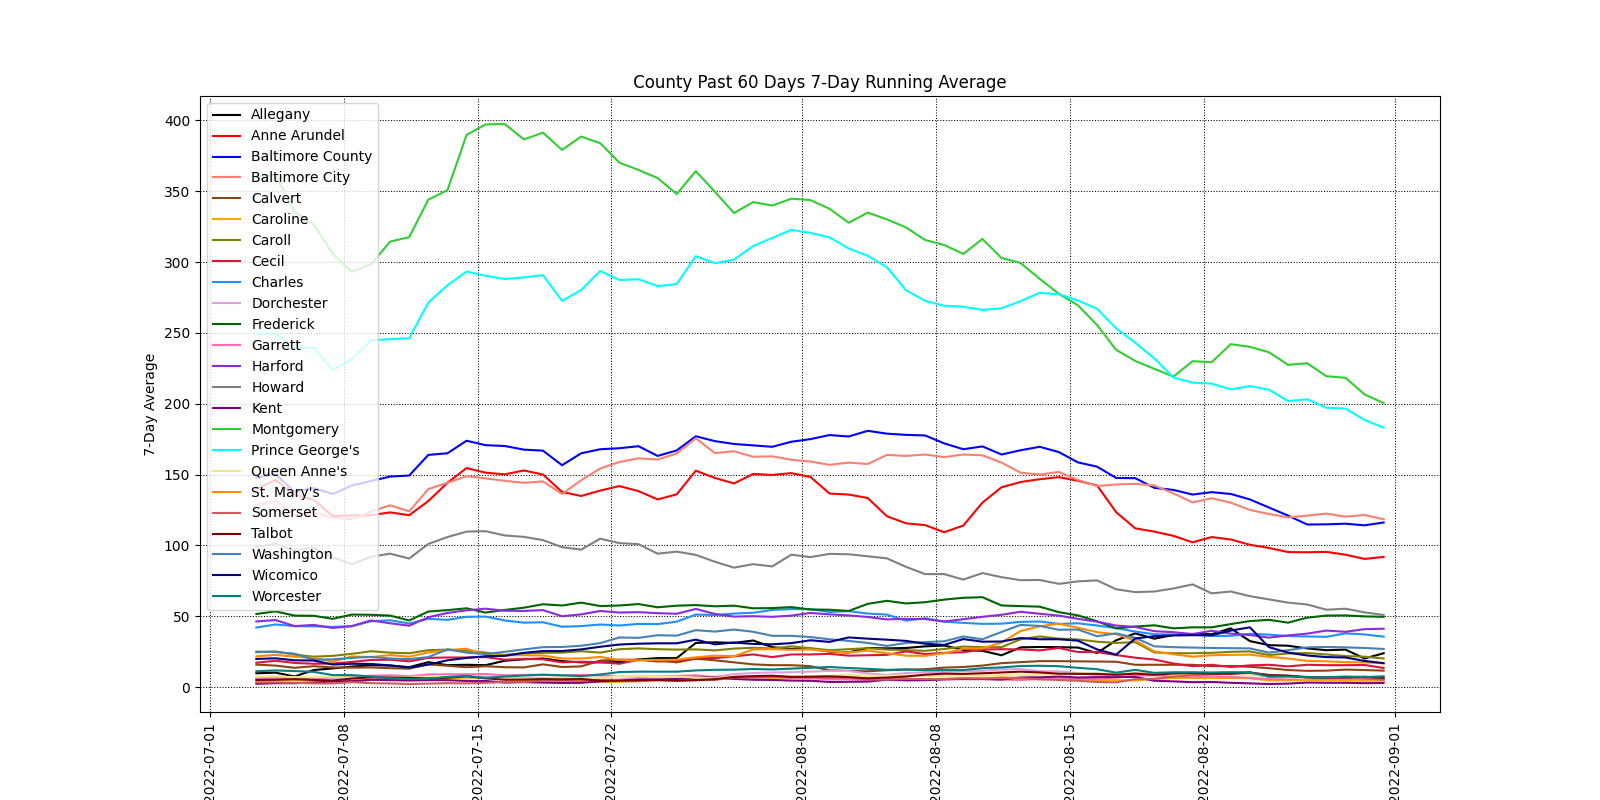 County Past 60 Days 7-Day Running Average
7-Day Average
400
350
300
250
200
150
100
50
0
Allegany
Anne Arundel
Baltimore County
Baltimore City
Calvert
Caroline
Caroll
Cecil
Charles
Dorchester
Frederick
Garrett
Harford
Howard
Kent
Montgomery
Prince George's
Queen Anne's
St. Mary's
Somerset
Talbot
Washington
Wicomico
Worcester
2022-07-01
2022-07-08
2022-07-15
2022-07-22
2022-08-01
2022-08-08
2022-08-15
2022-08-22
2022-09-01